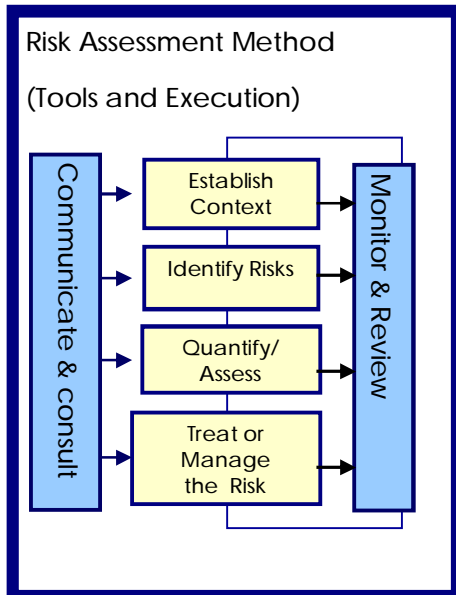 Risk Assessment Method
(Tools and Execution)
Communicate & consult
Establish
Context
Identify Risks
Quantify/
Assess
Treat or
Manage
the Risk
Monitor & Review